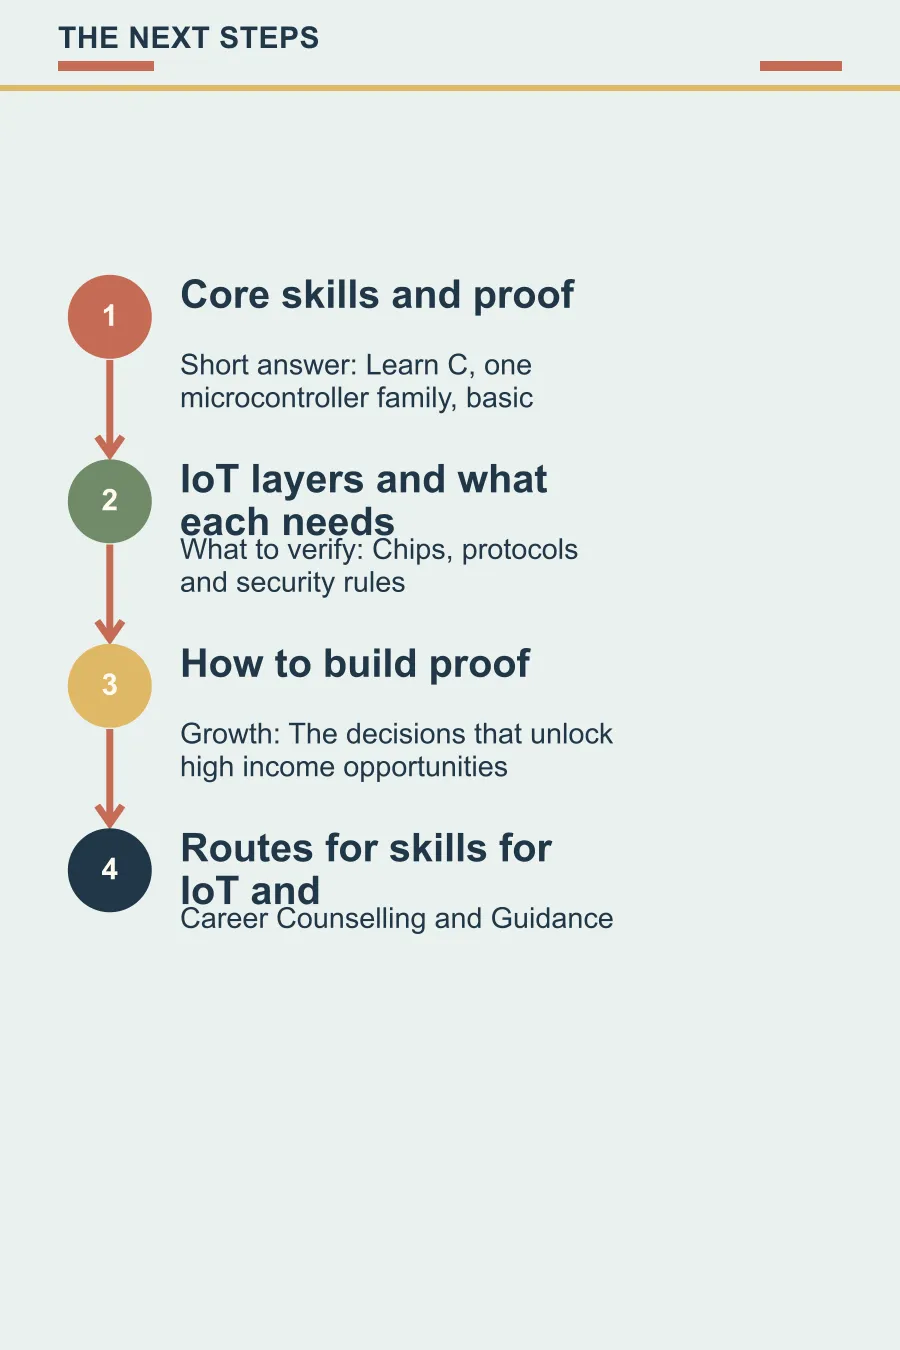 THE NEXT STEPS
1
Core skills and proof
Short answer: Learn C, one
microcontroller family, basic
2
IoT layers and what
each needs
What to verify: Chips, protocols
and security rules
3
How to build proof
Growth: The decisions that unlock
high income opportunities
4
Routes for skills for
IoT and
Career Counselling and Guidance